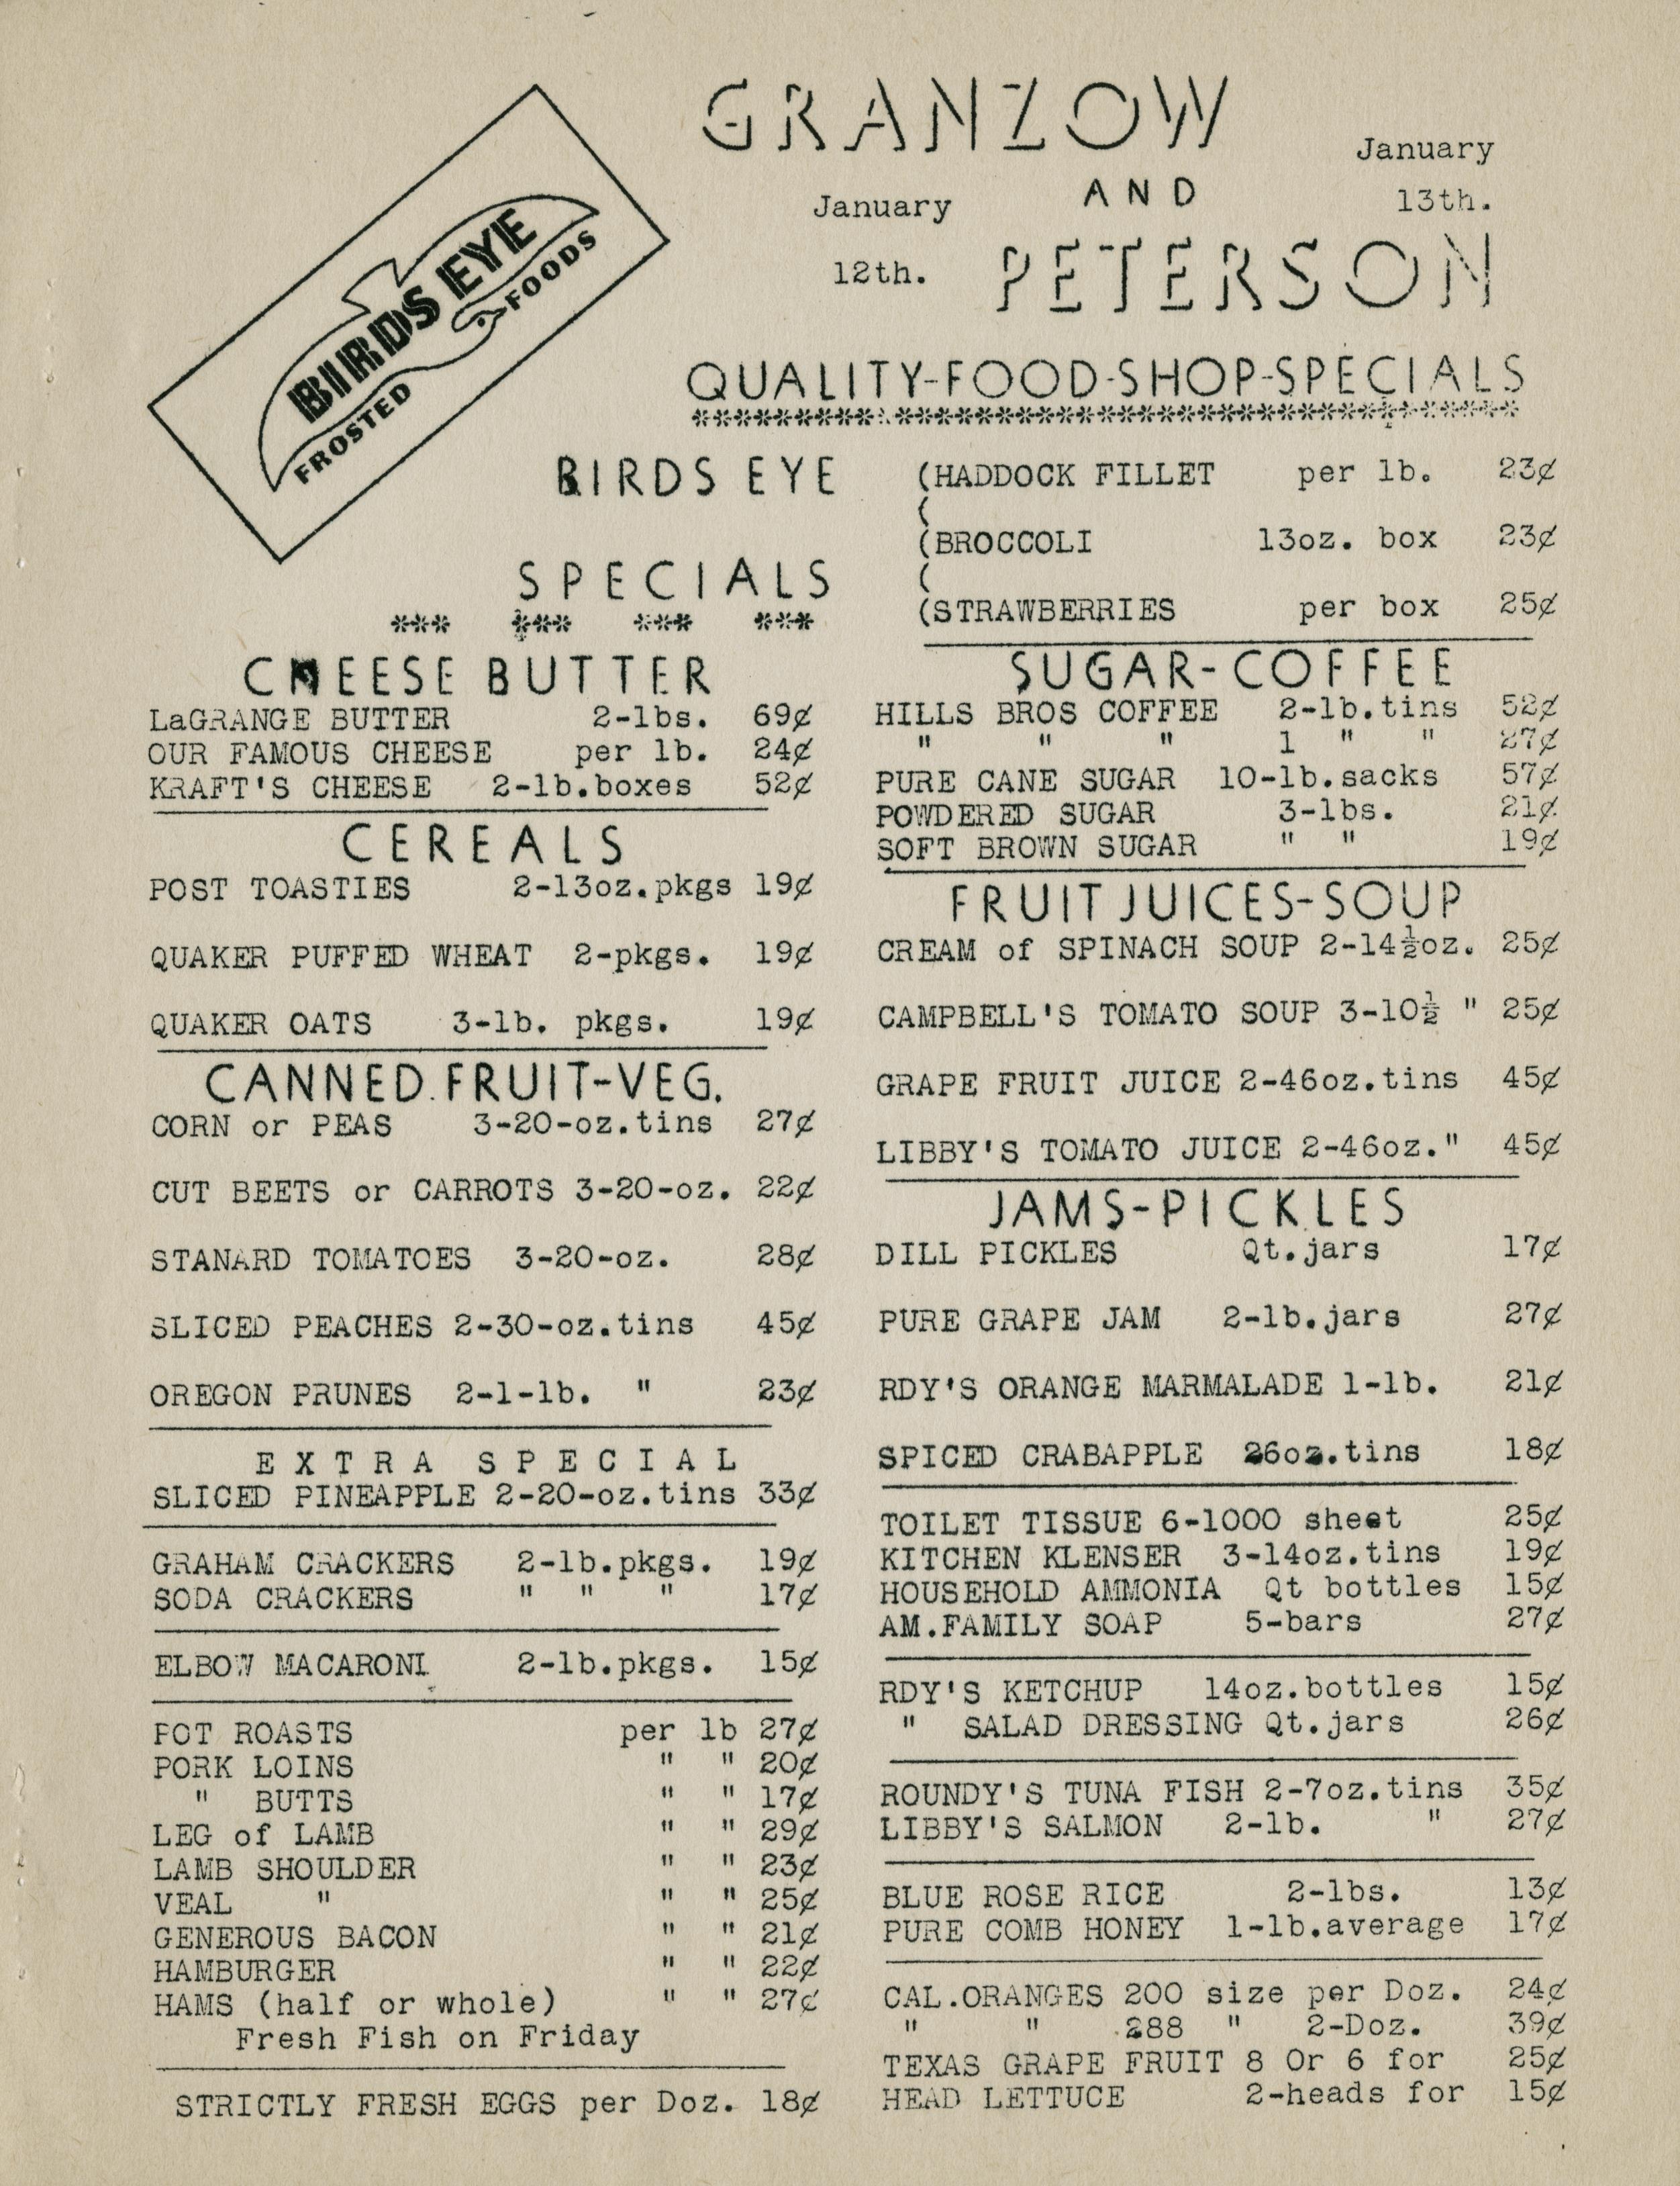 GRANZOW
AND
PETERSON
January
12th.
January
13th.
BIRDS EYE
FROSTED FOODS
QUALITY-FOOD-SHOP-SPECIALS
****************************************
BIRDS EYE
SPECIALS
*** *** *** ***
(HADDOCK FILLET per lb. 23¢
(
(BROCCOLI 13oz. box 23¢
(
(STRAWBERRIES per box 25¢
CHEESE BUTTER
LaGRANGE BUTTER 2-lbs. 69¢
OUR FAMOUS CHEESE per lb. 24¢
KRAFT'S CHEESE 2-lb.boxes 52¢
CEREALS
POST TOASTIES 2-13oz.pkgs 19¢
QUAKER PUFFED WHEAT 2-pkgs. 19¢
QUAKER OATS 3-lb. pkgs. 19¢
CANNED.FRUIT-VEG.
CORN or PEAS 3-20-oz.tins 27¢
CUT BEETS or CARROTS 3-20-oz. 22¢
STANARD TOMATOES 3-20-oz. 28¢
SLICED PEACHES 2-30-oz.tins 45¢
OREGON PRUNES 2-1-lb. " 23¢
EXTRA SPECIAL
SLICED PINEAPPLE 2-20-oz.tins 33¢
GRAHAM CRACKERS 2-lb.pkgs. 19¢
SODA CRACKERS " " " 17¢
ELBOW MACARONI 2-lb.pkgs. 15¢
POT ROASTS per lb 27¢
PORK LOINS " " 20¢
" BUTTS " " 17¢
LEG of LAMB " " 29¢
LAMB SHOULDER " " 23¢
VEAL " " " 25¢
GENEROUS BACON " " 21¢
HAMBURGER " " 22¢
HAMS (half or whole) " " 27¢
Fresh Fish on Friday
STRICTLY FRESH EGGS per Doz. 18¢
SUGAR-COFFEE
HILLS BROS COFFEE 2-lb.tins 52¢
" " " 1 " " 27¢
PURE CANE SUGAR 10-lb.sacks 57¢
POWDERED SUGAR 3-lbs. 21¢
SOFT BROWN SUGAR " " 19¢
FRUIT JUICES-SOUP
CREAM of SPINACH SOUP 2-14½oz. 25¢
CAMPBELL'S TOMATO SOUP 3-10½ " 25¢
GRAPE FRUIT JUICE 2-46oz.tins 45¢
LIBBY'S TOMATO JUICE 2-46oz." 45¢
JAMS-PICKLES
DILL PICKLES Qt.jars 17¢
PURE GRAPE JAM 2-lb.jars 27¢
RDY'S ORANGE MARMALADE 1-lb. 21¢
SPICED CRABAPPLE 26oz.tins 18¢
TOILET TISSUE 6-1000 sheet 25¢
KITCHEN KLENSER 3-14oz.tins 19¢
HOUSEHOLD AMMONIA Qt bottles 15¢
AM.FAMILY SOAP 5-bars 27¢
RDY'S KETCHUP 14oz.bottles 15¢
" SALAD DRESSING Qt.jars 26¢
ROUNDY'S TUNA FISH 2-7oz.tins 35¢
LIBBY'S SALMON 2-lb. " 27¢
BLUE ROSE RICE 2-lbs. 13¢
PURE COMB HONEY 1-lb.average 17¢
CAL.ORANGES 200 size per Doz. 24¢
" " 288 " 2-Doz. 39¢
TEXAS GRAPE FRUIT 8 Or 6 for 25¢
HEAD LETTUCE 2-heads for 15¢